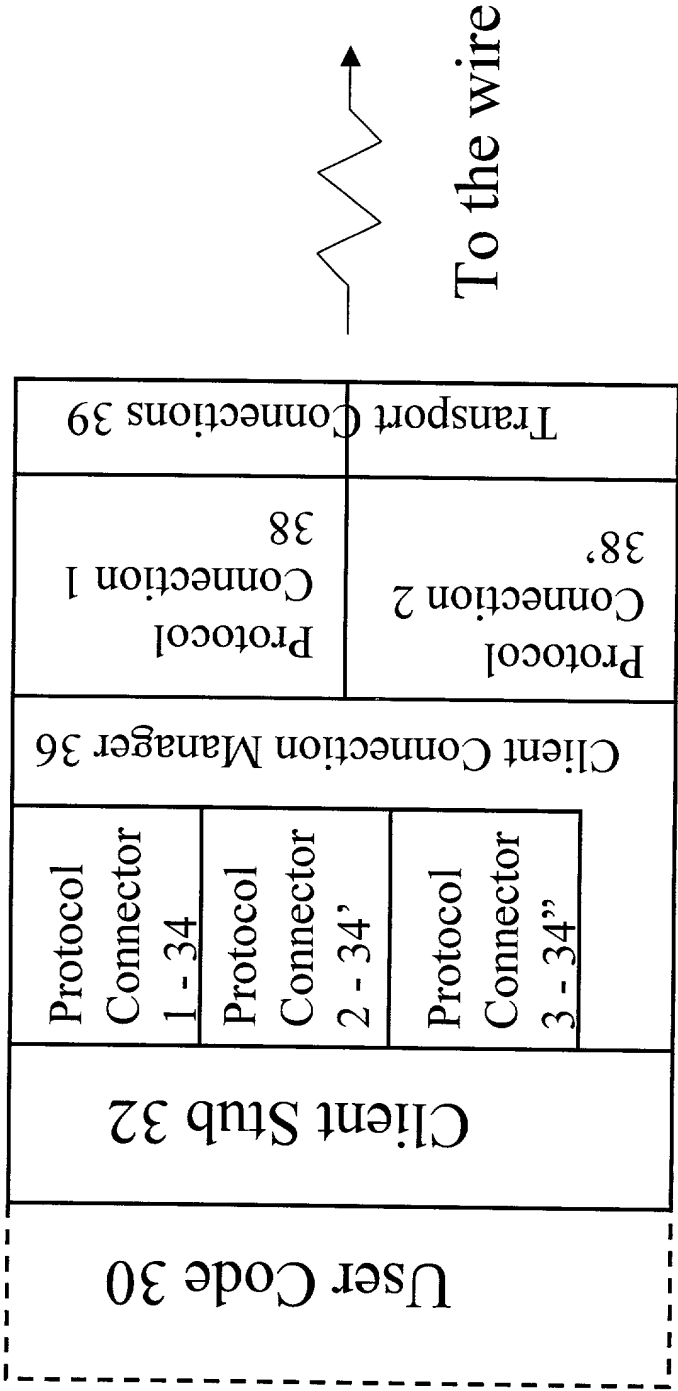 User Code 30
Client Stub 32
Protocol
Connector
1 - 34
Protocol
Connector
2 - 34’
Protocol
Connector
3 - 34”
Client Connection Manager 36
Protocol
Connection 1
38
Protocol
Connection 2
38’
Transport Connections 39
To the wire